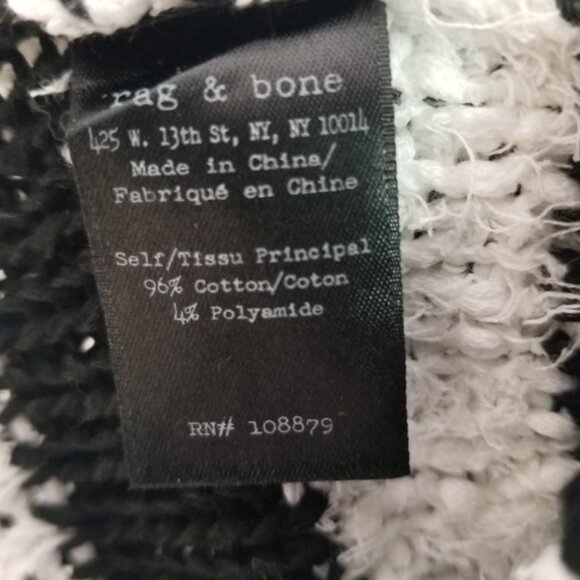 rag & bone
425 W. 13th St, NY, NY 10014
Made in China/
Fabriqué en Chine
Self/Tissu Principal
96% Cotton/Coton
4% Polyamide
RN# 108879